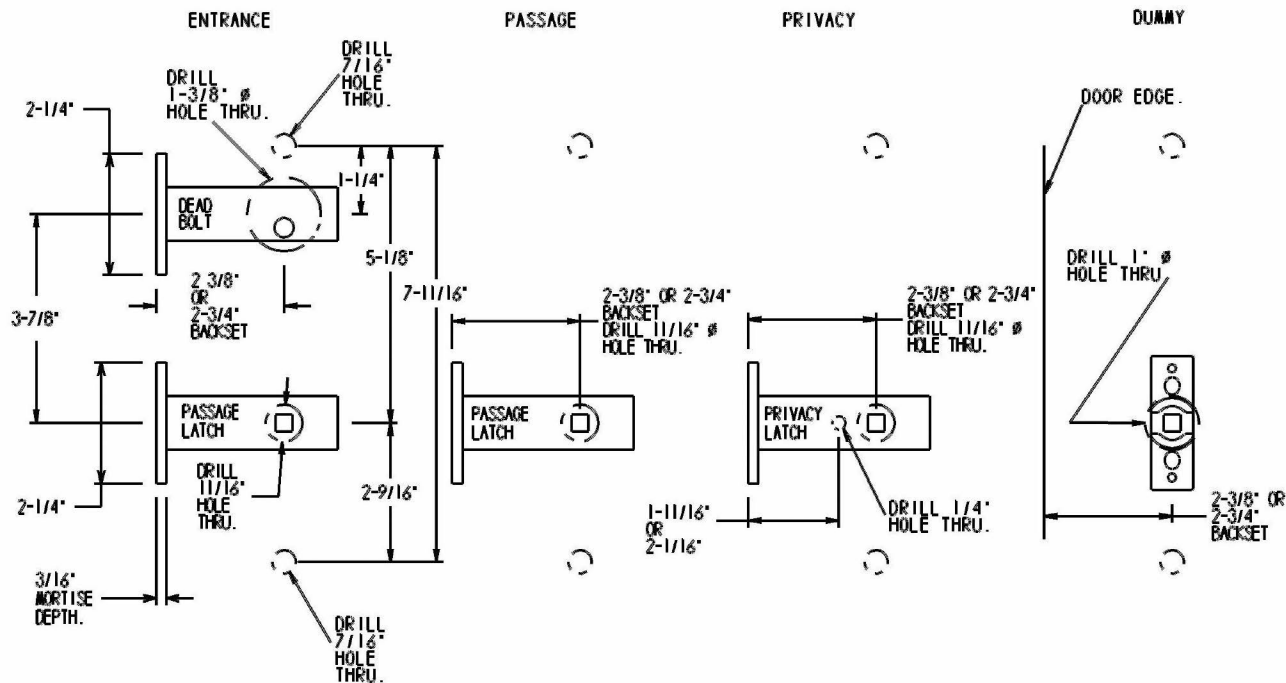 ENTRANCE
PASSAGE
PRIVACY
DUMMY
DRILL
7/16"
HOLE
THRU.
DRILL
1-3/8" Ø
HOLE THRU.
2-1/4"
DOOR EDGE.
1-1/4"
DEAD
BOLT
5-1/8"
7-11/16"
3-7/8"
2 3/8"
OR
2-3/4"
BACKSET
2-3/8" OR 2-3/4"
BACKSET
DRILL 11/16" Ø
HOLE THRU.
2-3/8" OR 2-3/4"
BACKSET
DRILL 11/16" Ø
HOLE THRU.
DRILL 1" Ø
HOLE THRU
PASSAGE
LATCH
PASSAGE
LATCH
PRIVACY
LATCH
DRILL
11/16"
HOLE
THRU.
2-1/4"
2-9/16"
1-11/16"
OR
2-1/16"
DRILL 1/4"
HOLE THRU.
2-3/8" OR
2-3/4"
BACKSET
3/16"
MORTISE
DEPTH.
DRILL
7/16"
HOLE
THRU.